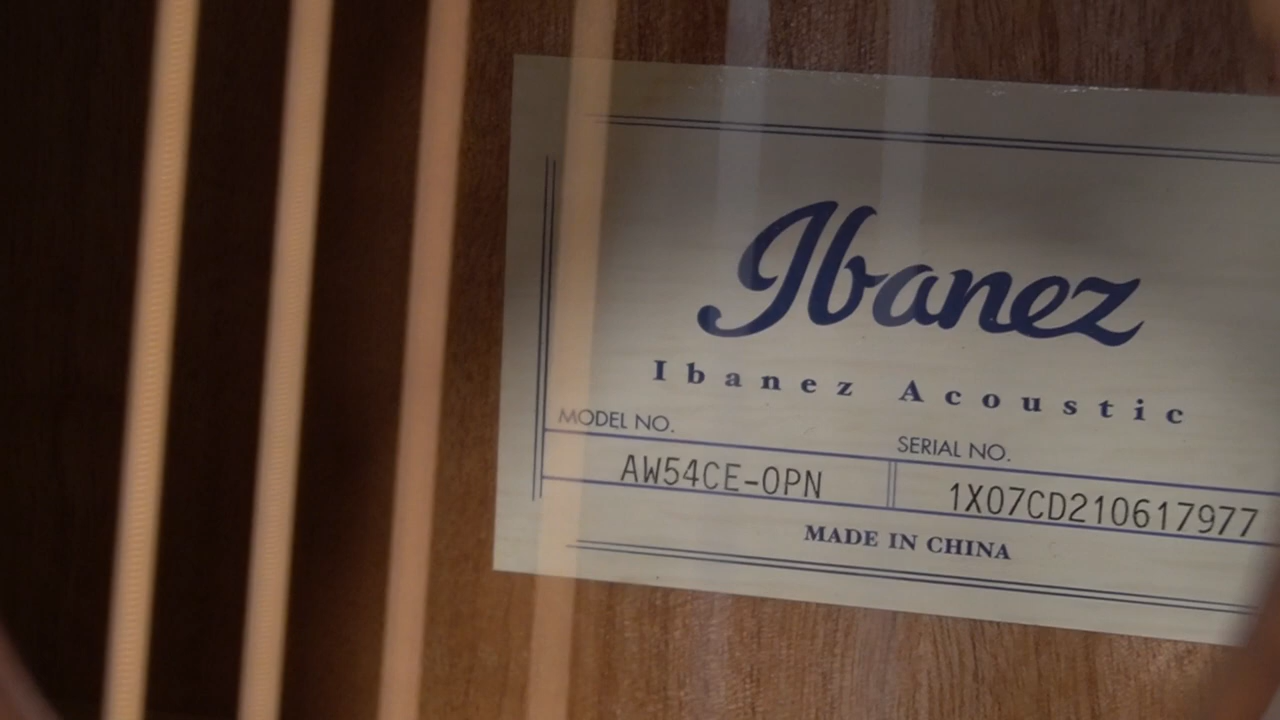 Ibanez
Ibanez Acoustic
MODEL NO.
SERIAL NO.
AW54CE-OPN
1X07CD210617977
MADE IN CHINA